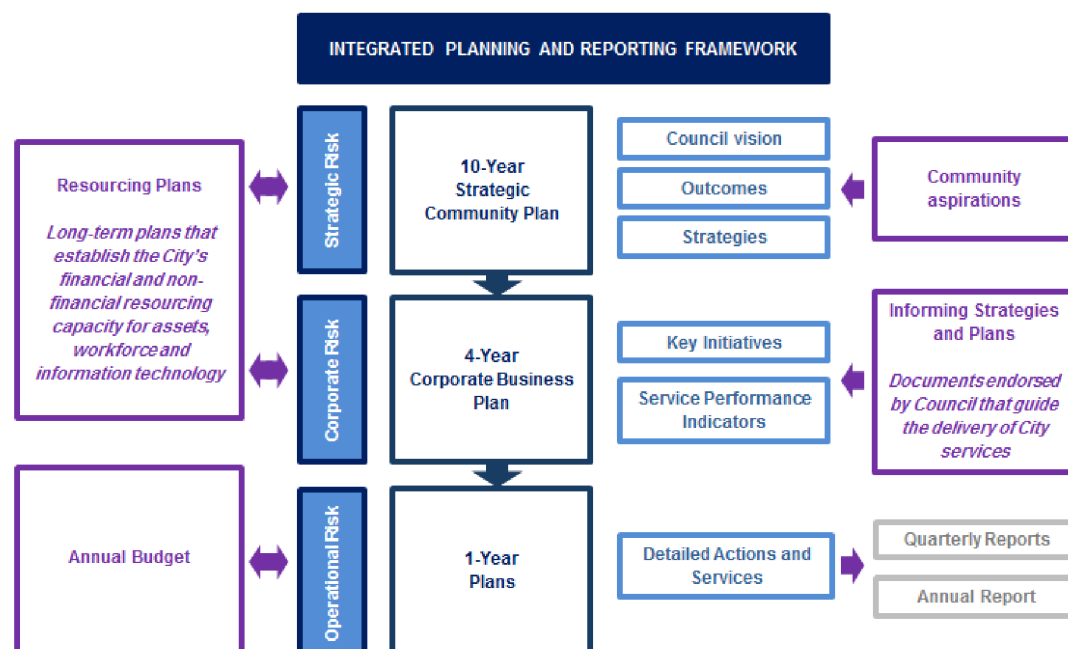 INTEGRATED PLANNING AND REPORTING FRAMEWORK
Resourcing Plans
Long-term plans that
establish the City's
financial and non-
financial resourcing
capacity for assets,
workforce and
information technology
Strategic Risk
10-Year
Strategic
Community Plan
Council vision
Outcomes
Strategies
Community
aspirations
Corporate Risk
4-Year
Corporate Business
Plan
Key Initiatives
Service Performance
Indicators
Informing Strategies
and Plans
Documents endorsed
by Council that guide
the delivery of City
services
Annual Budget
Operational Risk
1-Year
Plans
Detailed Actions and
Services
Quarterly Reports
Annual Report